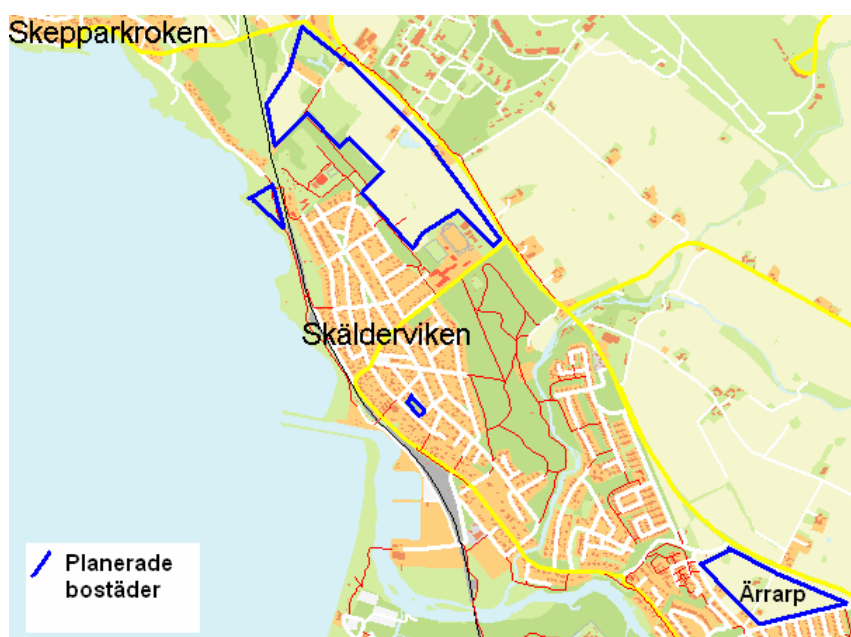 Skepparkroken
Skälderviken
Planerade
bostäder
Ärrarp